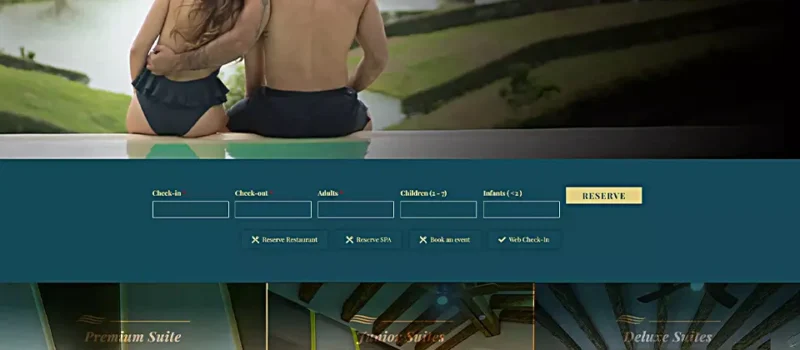 Check-in Check-out Adults Children (2 - 7) Infants ( <2 )
RESERVE
Reserve Restaurant Reserve SPA Book an event Web Check-In
Premium Suite Junior Suites Deluxe Suites